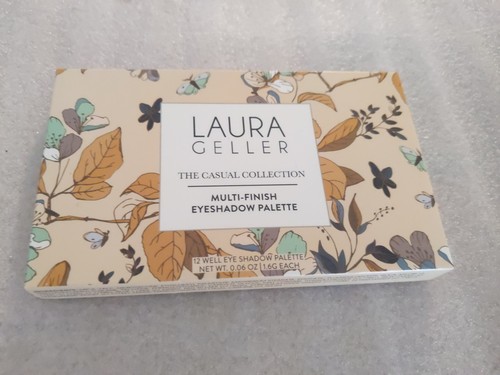 LAURA
GELLER
THE CASUAL COLLECTION
MULTI-FINISH
EYESHADOW PALETTE
12 WELL EYE SHADOW PALETTE
NET WT. 0.06 OZ | 1.6G EACH